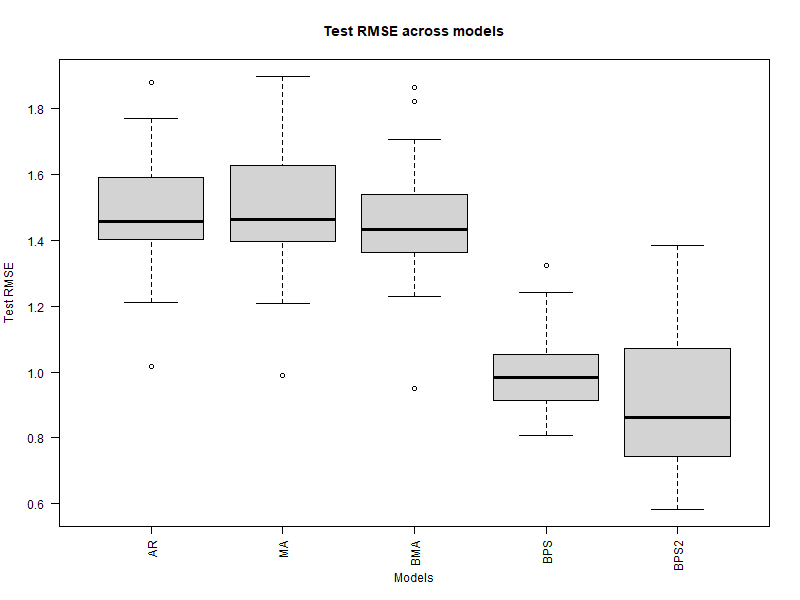 Test RMSE across models
Test RMSE
1.8
1.6
1.4
1.2
1.0
0.8
0.6
AR
MA
BMA
BPS
BPS2
Models